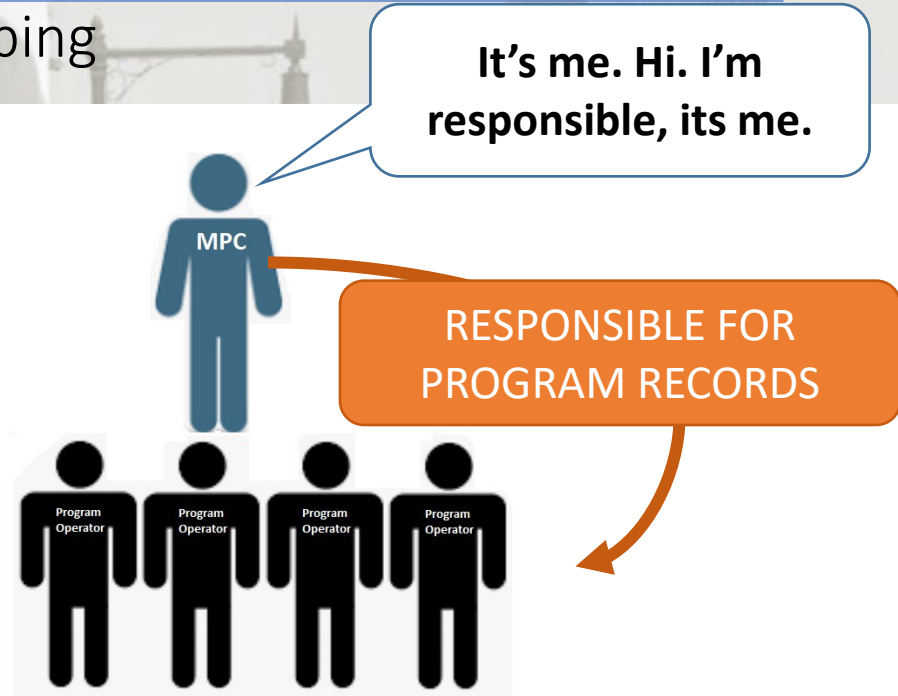 It’s me. Hi. I’m
responsible, its me.
MPC
RESPONSIBLE FOR
PROGRAM RECORDS
Program
Operator
Program
Operator
Program
Operator
Program
Operator